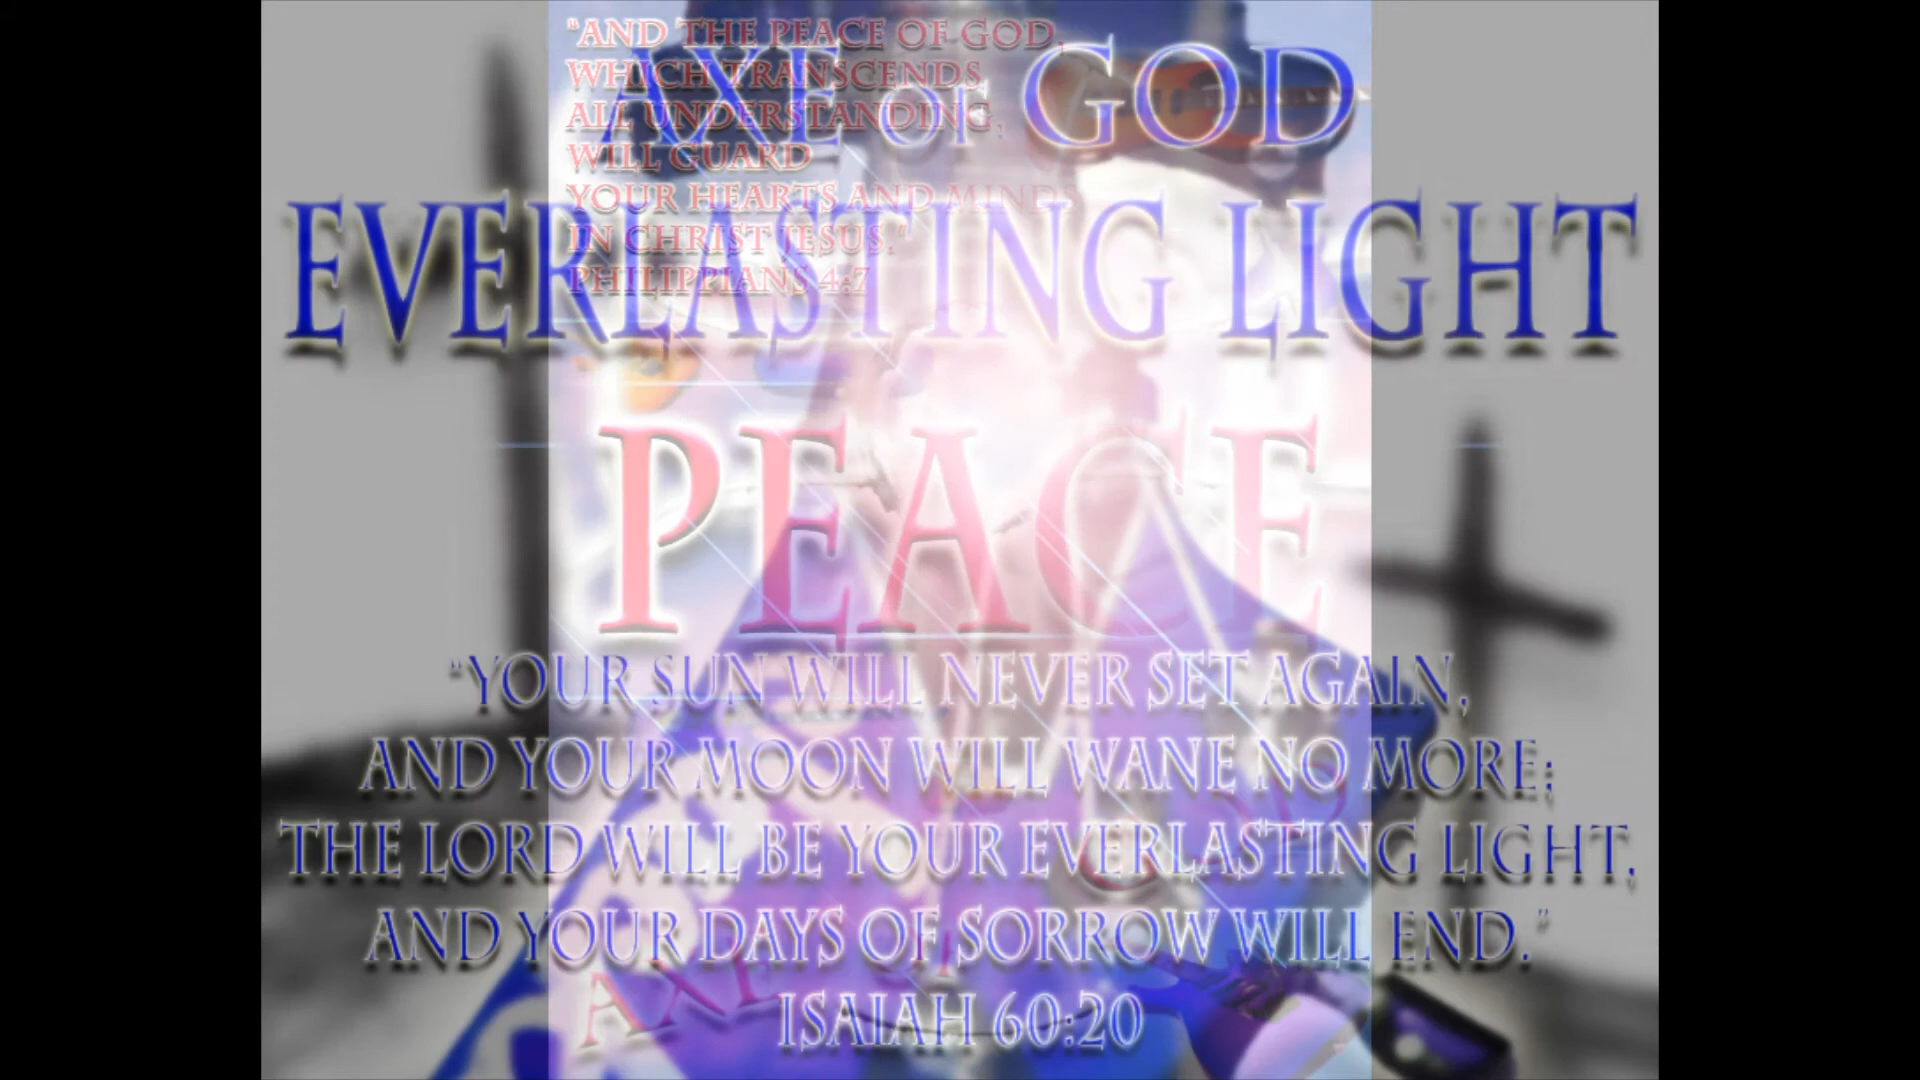 "AND THE PEACE OF GOD,
WHICH TRANSCENDS
ALL UNDERSTANDING,
WILL GUARD
YOUR HEARTS AND MINDS
IN CHRIST JESUS."
PHILIPPIANS 4:7
AXE OF GOD
EVERLASTING LIGHT
PEACE
"YOUR SUN WILL NEVER SET AGAIN,
AND YOUR MOON WILL WANE NO MORE;
THE LORD WILL BE YOUR EVERLASTING LIGHT,
AND YOUR DAYS OF SORROW WILL END."
AXE
ISAIAH 60:20